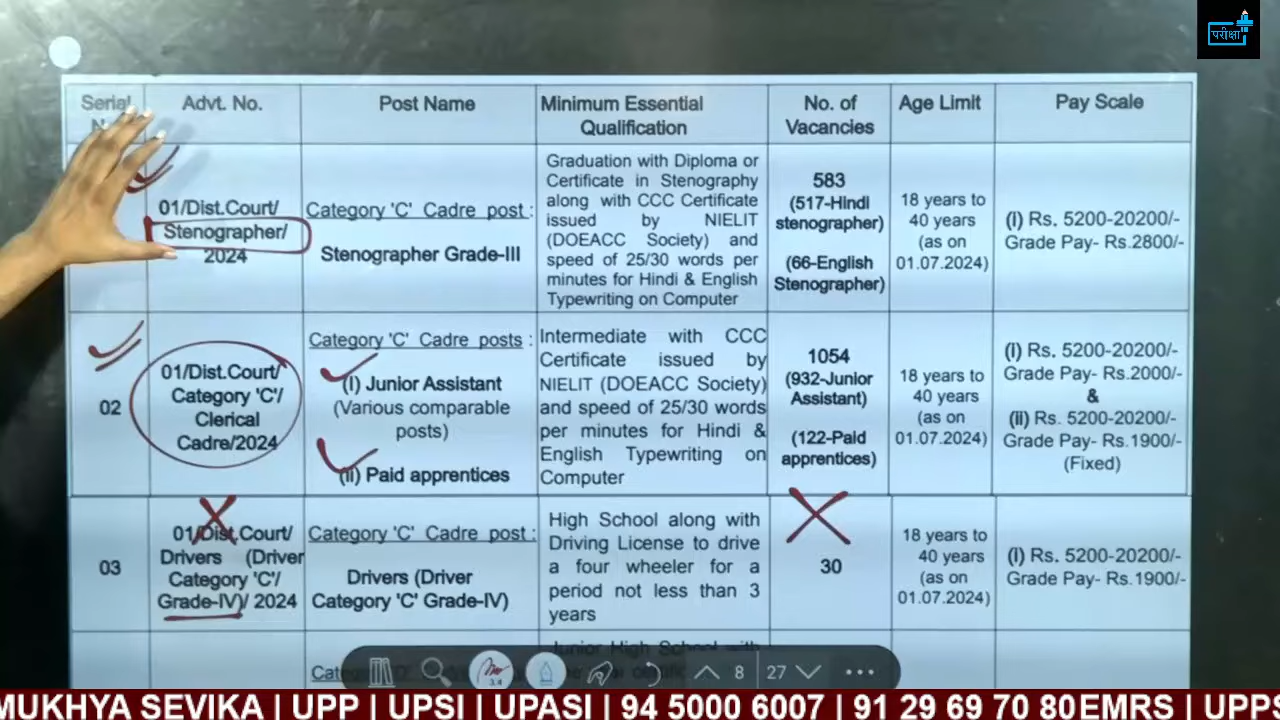 परीक्षा
Serial
Advt. No.
Post Name
Minimum Essential
Qualification
No. of
Vacancies
Age Limit
Pay Scale
01/Dist.Court/
Stenographer/
2024
Category 'C' Cadre post :
Stenographer Grade-III
Graduation with Diploma or
Certificate in Stenography
along with CCC Certificate
issued by NIELIT
(DOEACC Society) and
speed of 25/30 words per
minutes for Hindi & English
Typewriting on Computer
583
(517-Hindi
stenographer)
(66-English
Stenographer)
18 years to
40 years
(as on
01.07.2024)
(i) Rs. 5200-20200/-
Grade Pay- Rs.2800/-
02
01/Dist.Court/
Category 'C'/
Clerical
Cadre/2024
Category 'C' Cadre posts :
(i) Junior Assistant
(Various comparable
posts)
(ii) Paid apprentices
Intermediate with CCC
Certificate issued by
NIELIT (DOEACC Society)
and speed of 25/30 words
per minutes for Hindi &
English Typewriting on
Computer
1054
(932-Junior
Assistant)
(122-Paid
apprentices)
18 years to
40 years
(as on
01.07.2024)
(i) Rs. 5200-20200/-
Grade Pay- Rs.2000/-
&
(ii) Rs. 5200-20200/-
Grade Pay- Rs.1900/-
(Fixed)
03
01/Dist.Court/
Drivers (Driver
Category 'C'/
Grade-IV)/ 2024
Category 'C' Cadre post :
Drivers (Driver
Category 'C' Grade-IV)
High School along with
Driving License to drive
a four wheeler for a
period not less than 3
years
30
18 years to
40 years
(as on
01.07.2024)
(i) Rs. 5200-20200/-
Grade Pay- Rs.1900/-
Junior High School with
8 27
MUKHYA SEVIKA | UPP | UPSI | UPASI | 94 5000 6007 | 91 29 69 70 80EMRS | UPPS